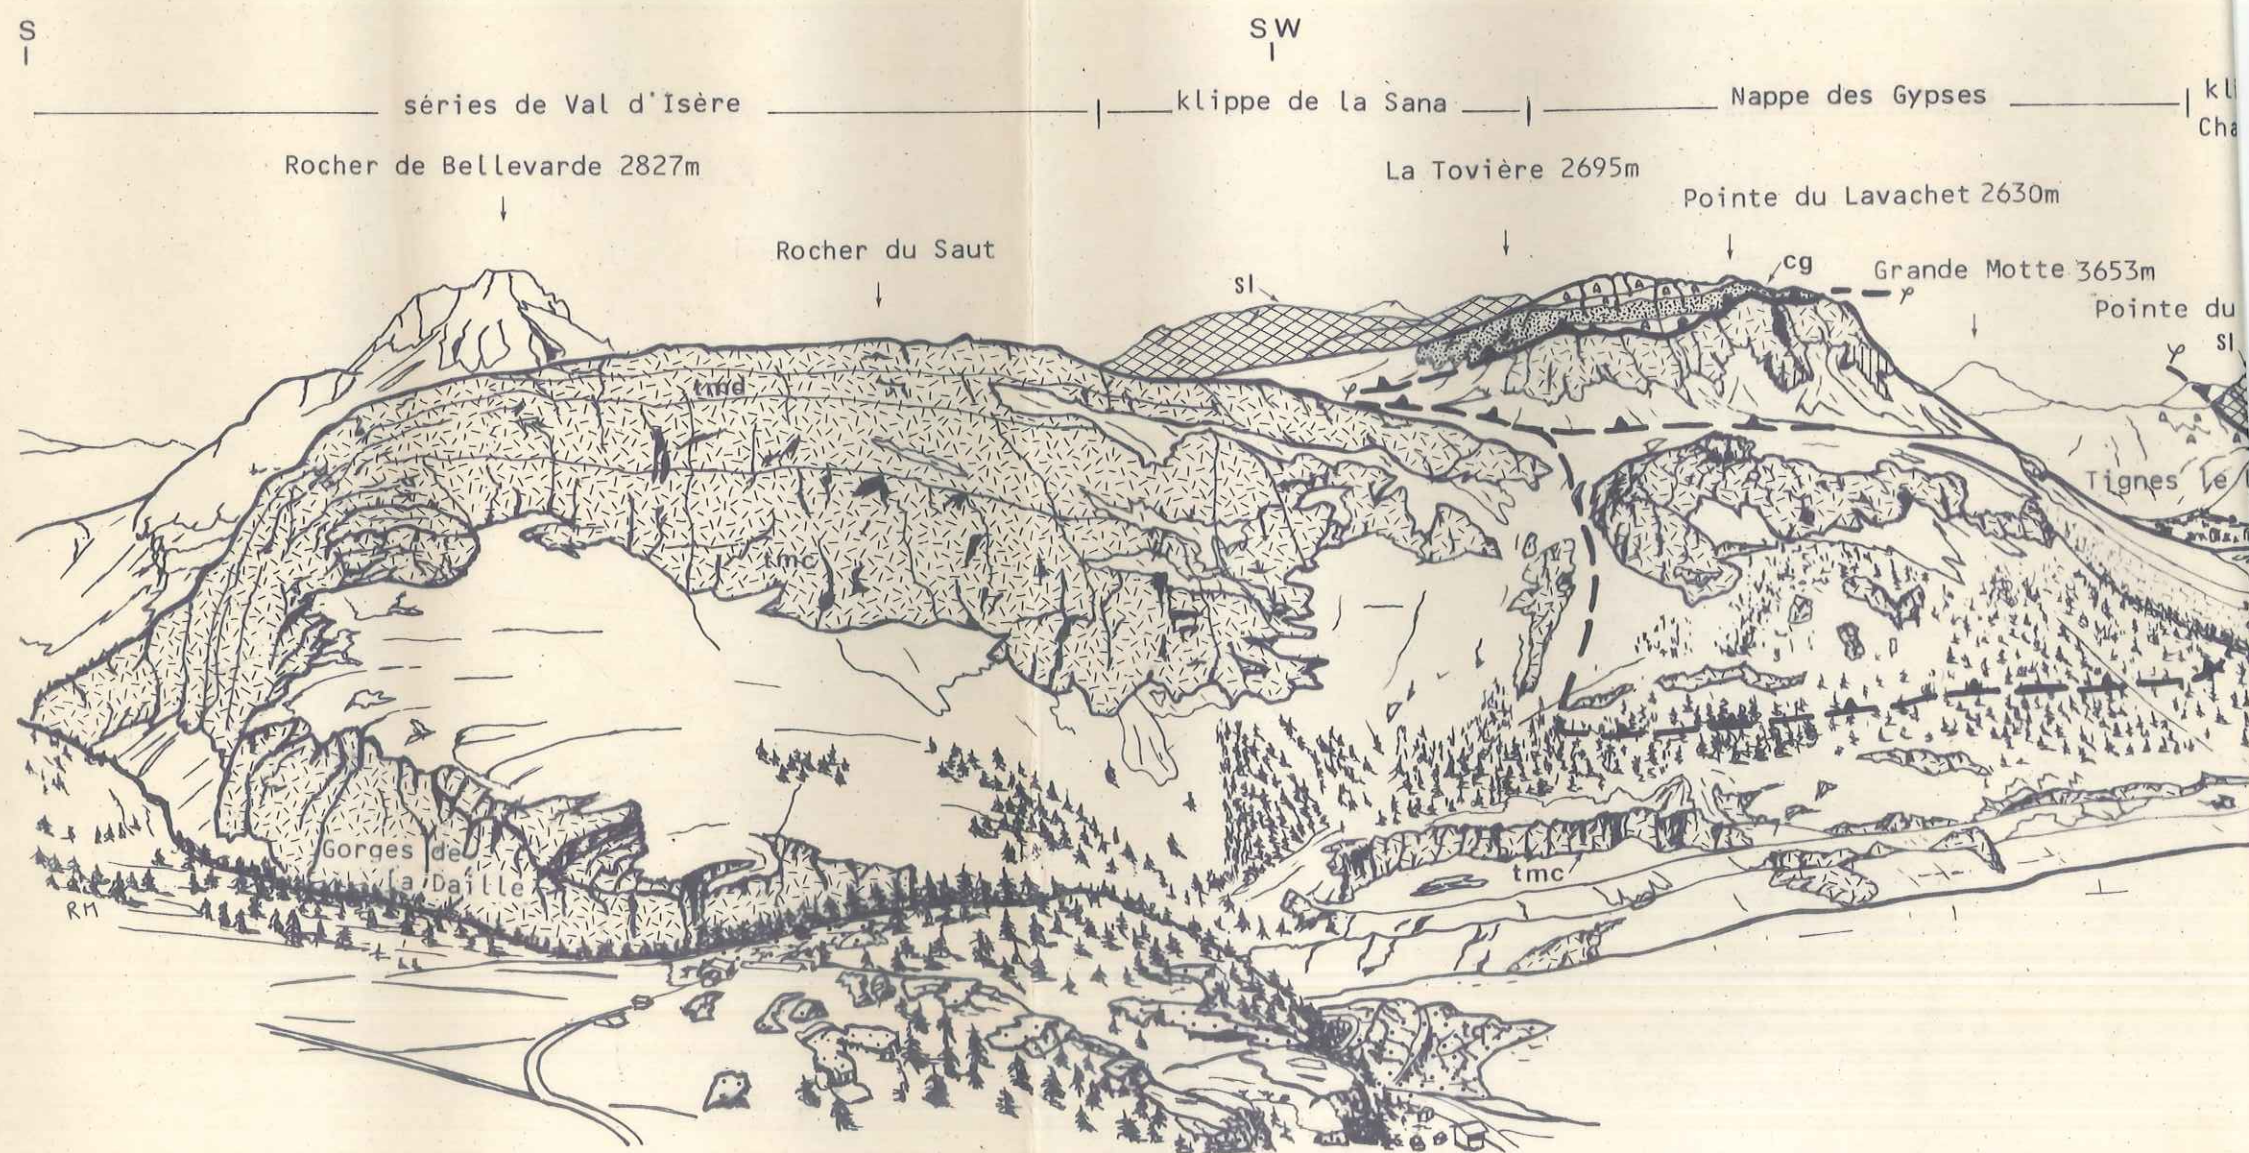 S
SW
séries de Val d'Isère
klippe de la Sana
Nappe des Gypses
kl
Cha
Rocher de Bellevarde 2827m
La Tovière 2695m
Pointe du Lavachet 2630m
Rocher du Saut
sl
cg
Grande Motte 3653m
φ
Pointe du
φ
sl
φ
tmd
Tignes le
tmc
Gorges de
la Daille
tmc
RM